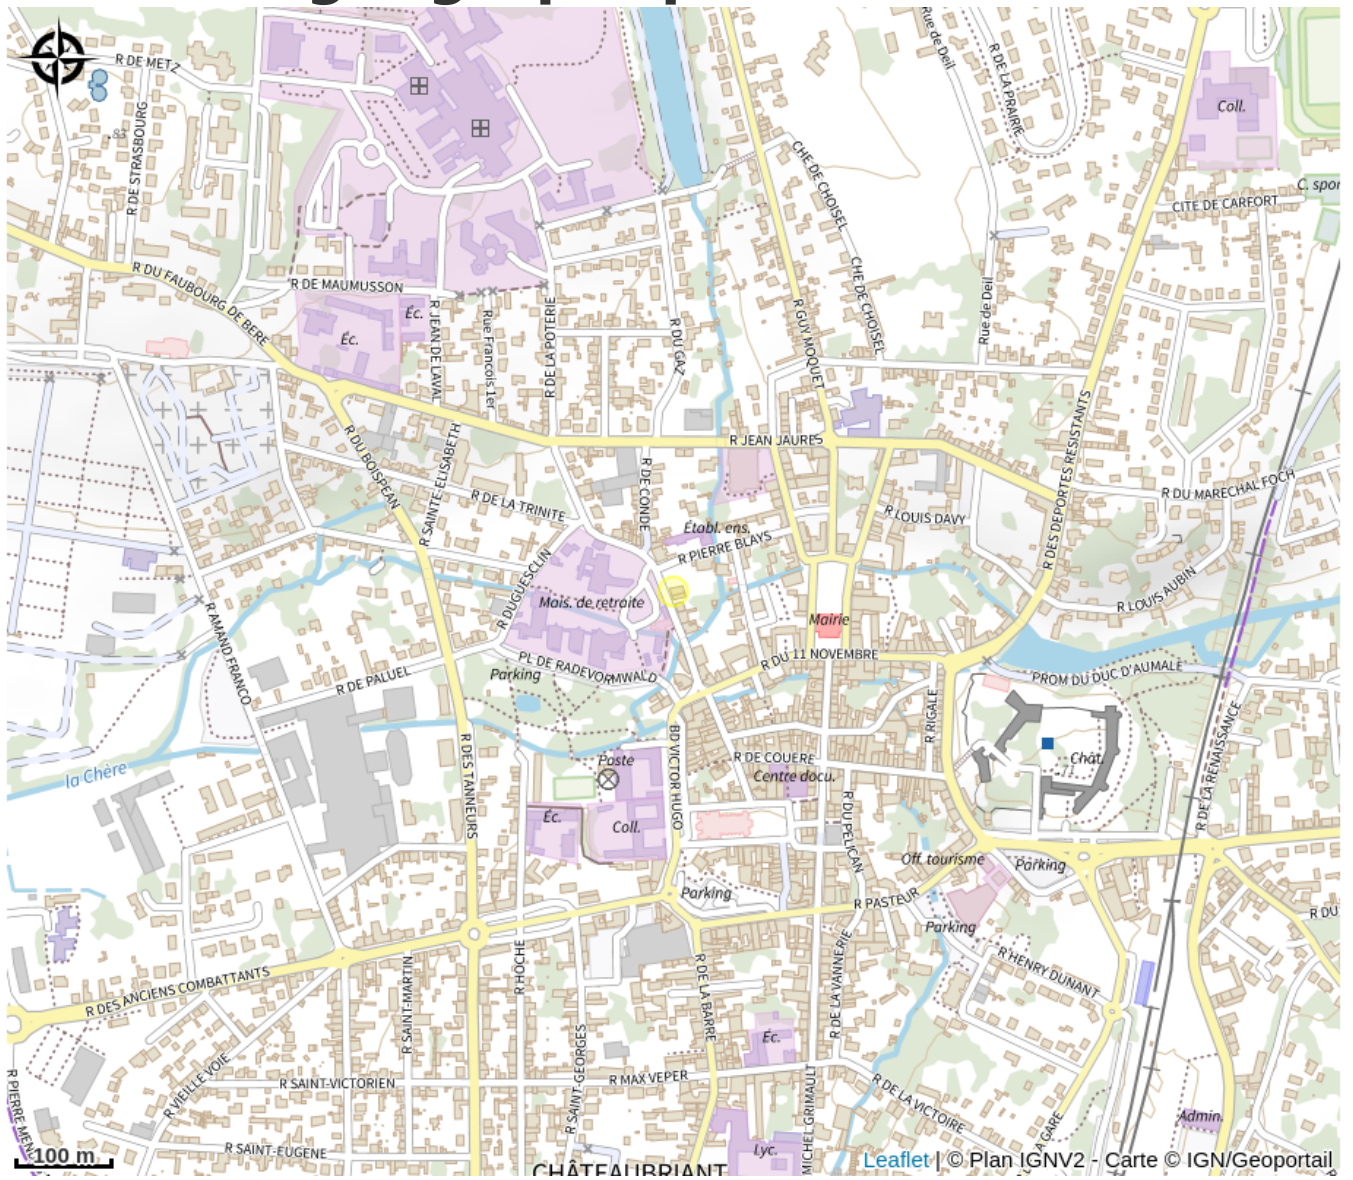 R DE METZ
Rue de Deil
R DE LA PRAIRIE
Coll.
83
R DE STRASBOURG
CHE DE CHOISEL
C. spor
CITE DE CARFORT
R DU FAUBOURG DE BERE
R DE MAUMUSSON
CHE DE CHOISEL
Rue de Deil
Éc.
Éc.
R JEAN DE LAVAL
Rue Francois 1er
R DE LA POTERIE
R DU GAZ
R GUY MOQUET
R JEAN JAURES
R DU BOISPEAN
R SAINTE-ELISABETH
R DE LA TRINITE
R DE CONDE
R DES DEPORTES RESISTANTS
R DU MARECHAL FOCH
R LOUIS DAVY
Établ. ens.
R PIERRE BLAYS
R DUGUESCLIN
Mais. de retraite
R LOUIS AUBIN
Mairie
R AMAND FRANCO
R DU 11 NOVEMBRE
PL DE RADEVORMWALD
Parking
R DE PALUEL
PROM DU DUC D'AUMALE
R RIGALE
BD VICTOR HUGO
R DE LA RENAISSANCE
R DES TANNEURS
R DE COUERE
Chât.
71
Poste
Centre docu.
la Chère
Éc.
Coll.
R DU PELICAN
Off. tourisme
Parking
Parking
R PASTEUR
Parking
R DU
R HENRY DUNANT
R DES ANCIENS COMBATTANTS
R HOCHE
R SAINT-MARTIN
R DE LA BARRE
R DE LA VANNERIE
R SAINT-GEORGES
Éc.
R VIEILLE VOIE
R SAINT-VICTORIEN
R MAX VEPER
R DE LA VICTOIRE
R PIERRE MEN
MICHEL GRIMAULT
Admin.
A GARE
R SAINT-EUGENE
Lyc.
100 m
CHÂTEAUBRIANT
Leaflet | © Plan IGNV2 - Carte © IGN/Geoportail